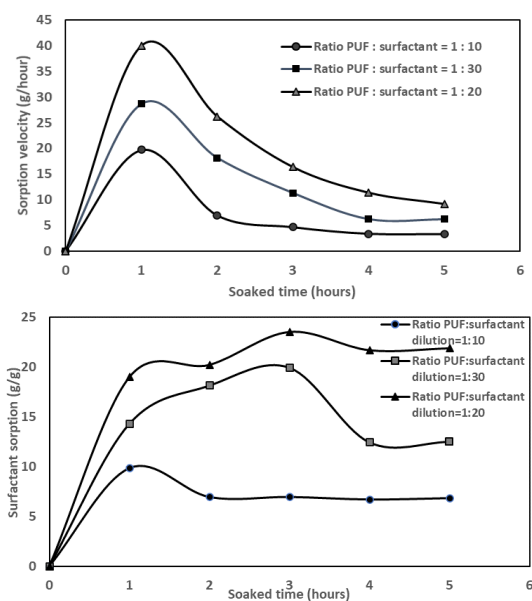 45
40
35
30
25
20
15
10
5
0
Sorption velocity (g/hour)
Ratio PUF : surfactant = 1 : 10
Ratio PUF : surfactant = 1 : 30
Ratio PUF : surfactant = 1 : 20
0 1 2 3 4 5 6
Soaked time (hours)
25
20
15
10
5
0
Surfactant sorption (g/g)
Ratio PUF:surfactant
dilution=1:10
Ratio PUF:surfactant
dilution=1:30
Ratio PUF:surfactant
dilution=1:20
0 1 2 3 4 5 6
Soaked time (hours)